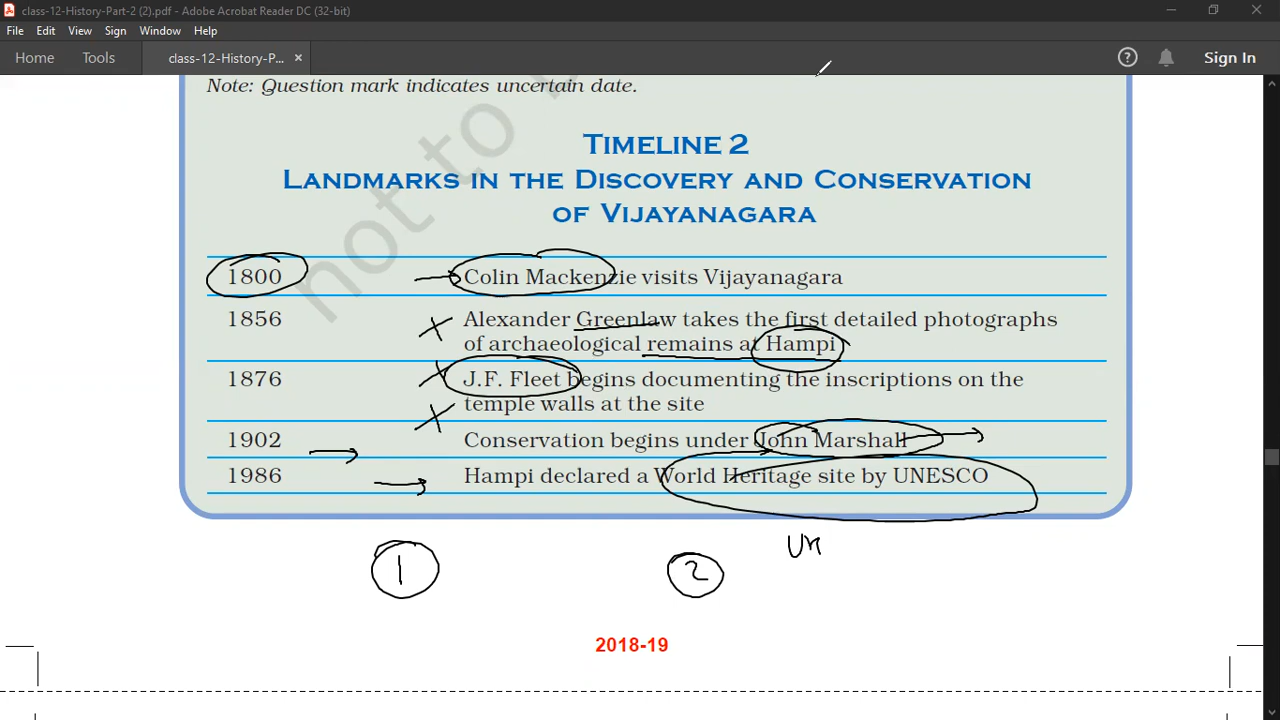 class-12-History-Part-2 (2).pdf - Adobe Acrobat Reader DC (32-bit)
File Edit View Sign Window Help
Home Tools class-12-History-P... × Sign In
Note: Question mark indicates uncertain date.
not to
TIMELINE 2
LANDMARKS IN THE DISCOVERY AND CONSERVATION
OF VIJAYANAGARA
1800 Colin Mackenzie visits Vijayanagara
1856 Alexander Greenlaw takes the first detailed photographs
of archaeological remains at Hampi
1876 J.F. Fleet begins documenting the inscriptions on the
temple walls at the site
1902 Conservation begins under John Marshall
1986 Hampi declared a World Heritage site by UNESCO
1 2 Un
2018-19